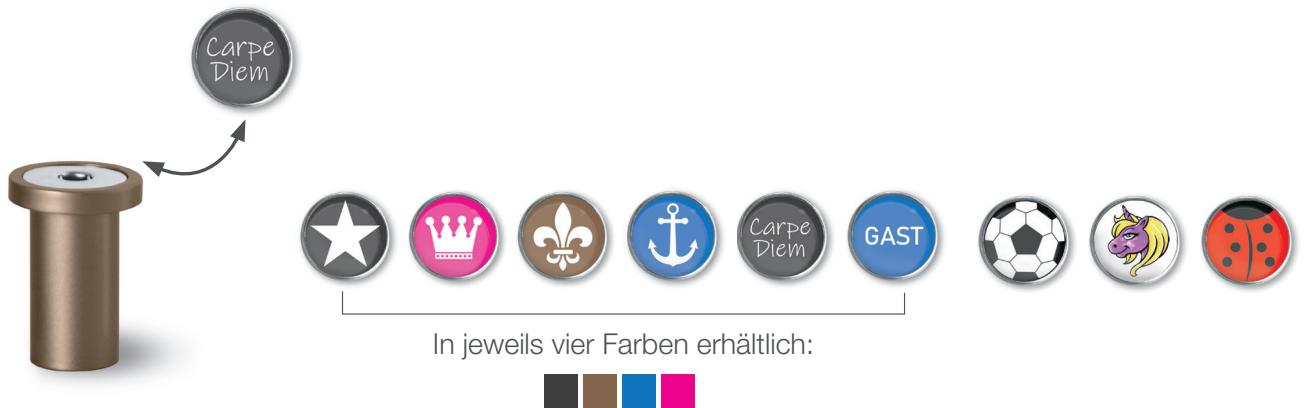 Carpe
Diem
Carpe
Diem
GAST
In jeweils vier Farben erhältlich: